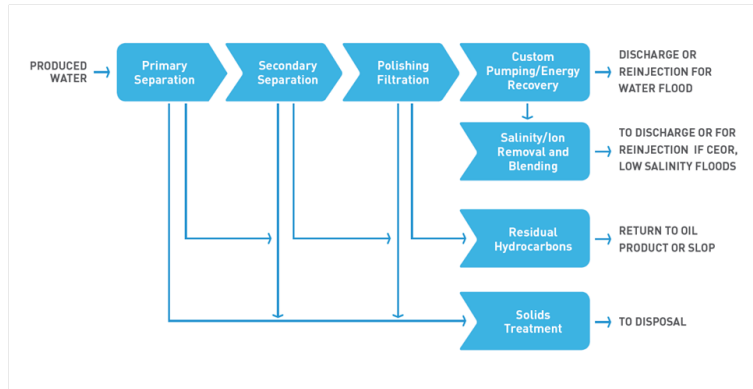 PRODUCED
WATER
Primary
Separation
Secondary
Separation
Polishing
Filtration
Custom
Pumping/Energy
Recovery
DISCHARGE OR
REINJECTION FOR
WATER FLOOD
Salinity/Ion
Removal and
Blending
TO DISCHARGE OR FOR
REINJECTION IF CEOR,
LOW SALINITY FLOODS
Residual
Hydrocarbons
RETURN TO OIL
PRODUCT OR SLOP
Solids
Treatment
TO DISPOSAL